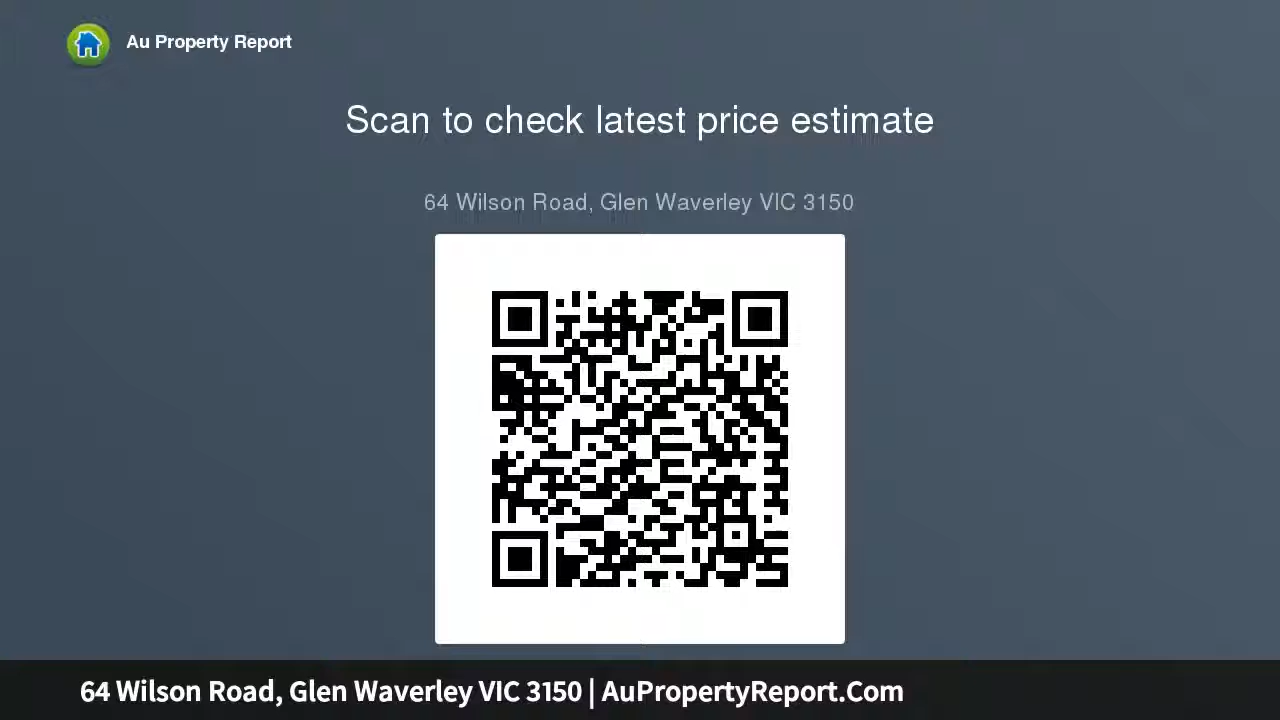 Au Property Report
Scan to check latest price estimate
64 Wilson Road, Glen Waverley VIC 3150
64 Wilson Road, Glen Waverley VIC 3150 | AuPropertyReport.Com